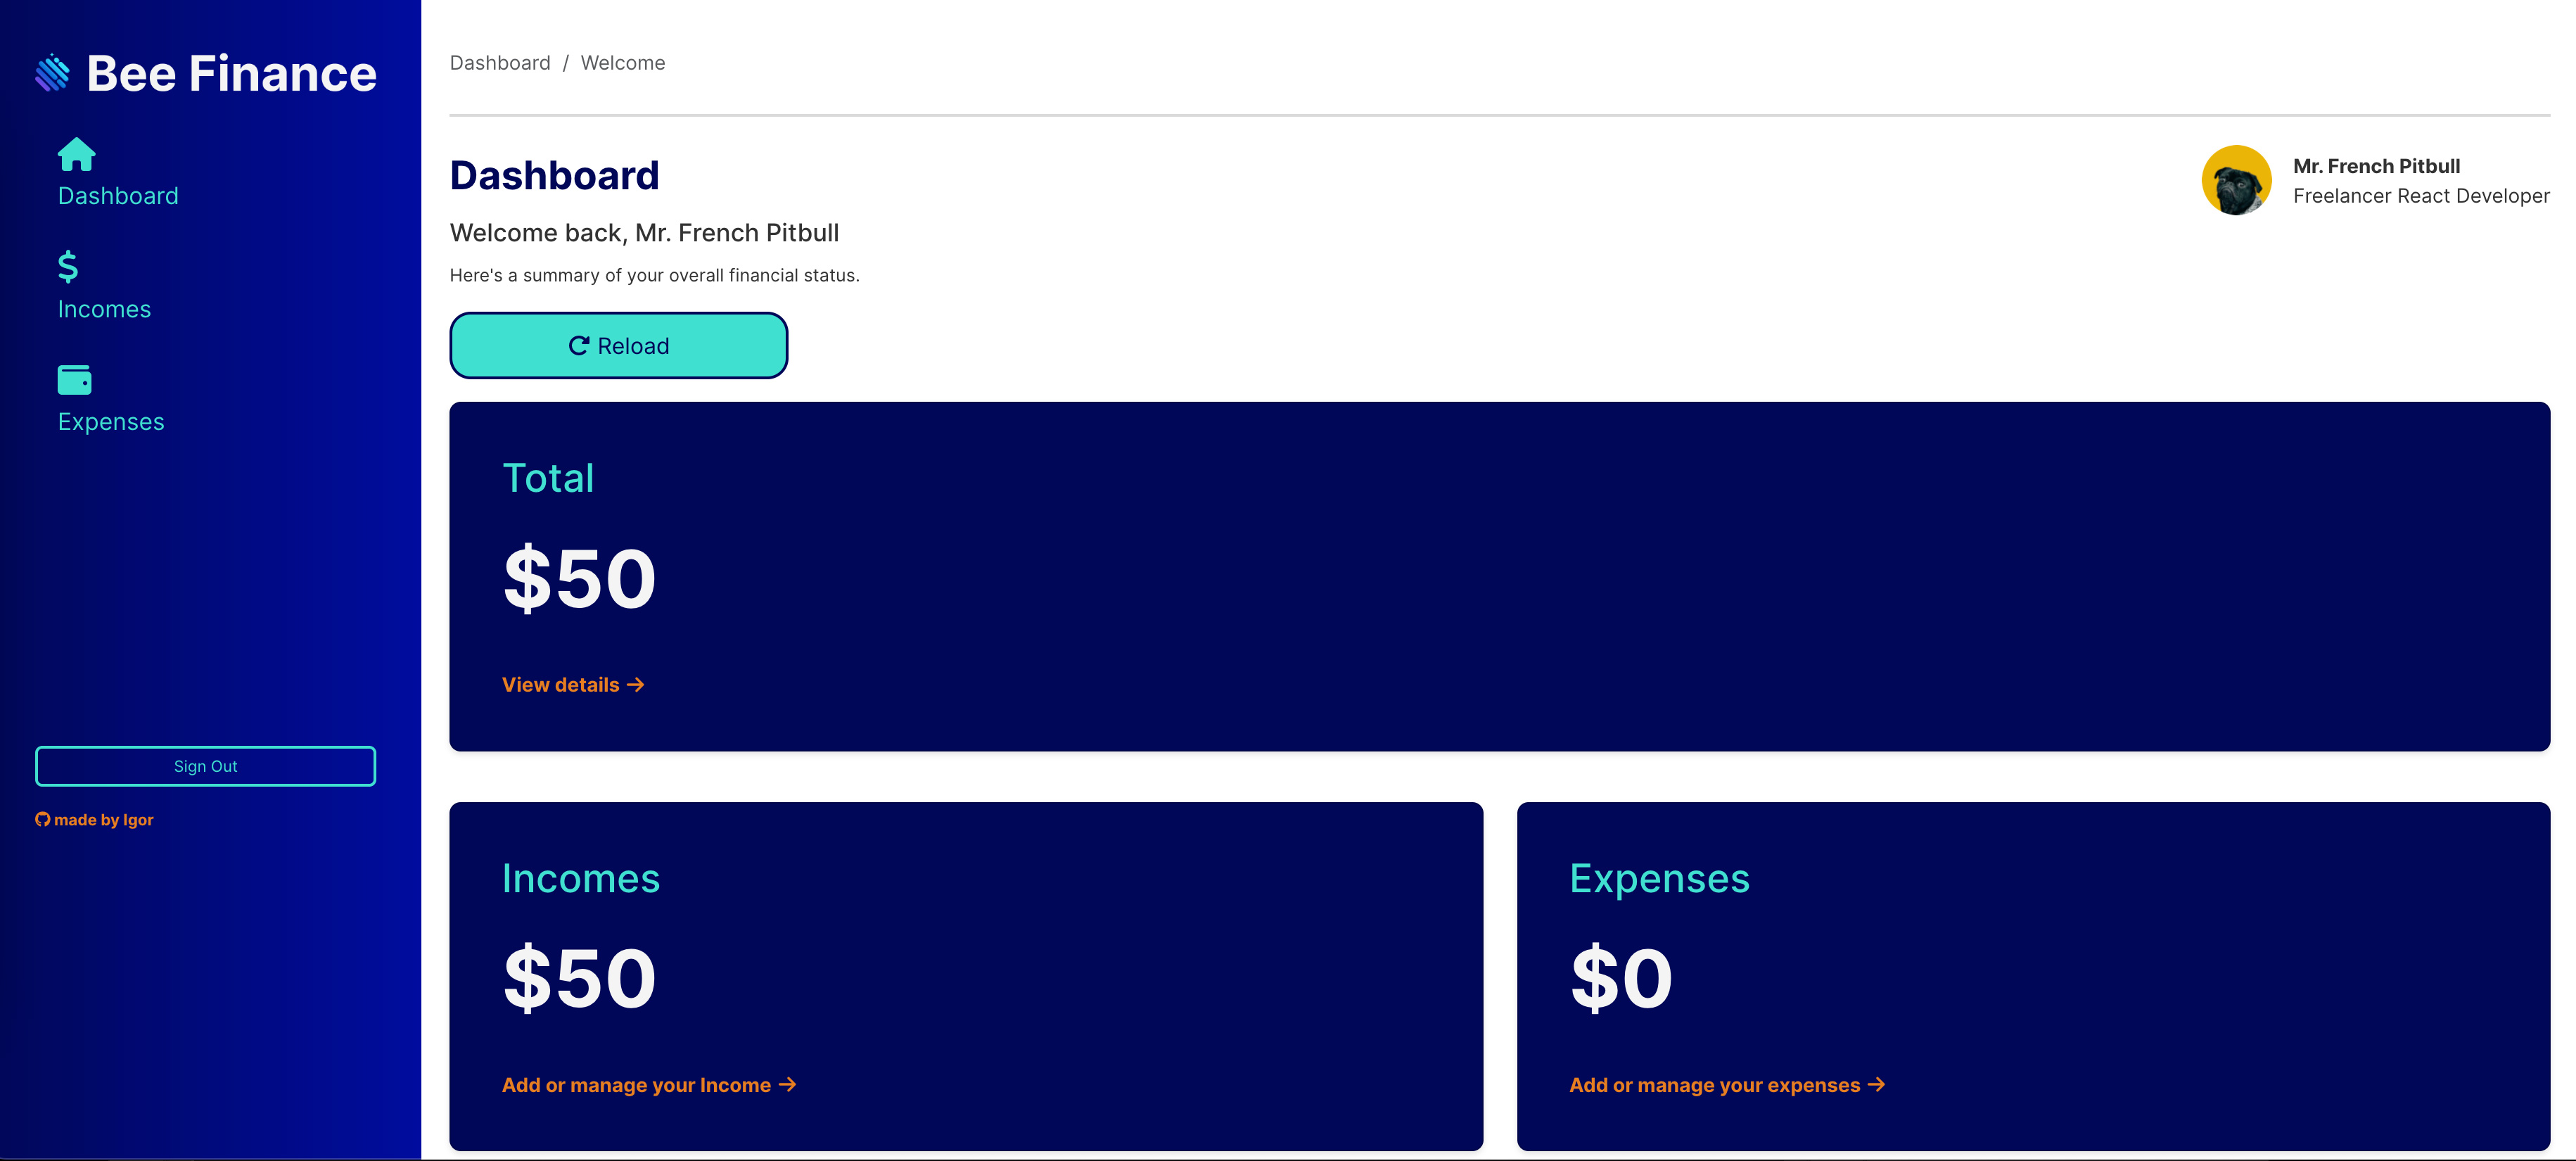 Bee Finance
Dashboard
Incomes
Expenses
Sign Out
made by Igor
Dashboard / Welcome
Dashboard
Mr. French Pitbull
Freelancer React Developer
Welcome back, Mr. French Pitbull
Here's a summary of your overall financial status.
Reload
Total
$50
View details →
Incomes
$50
Add or manage your Income →
Expenses
$0
Add or manage your expenses →